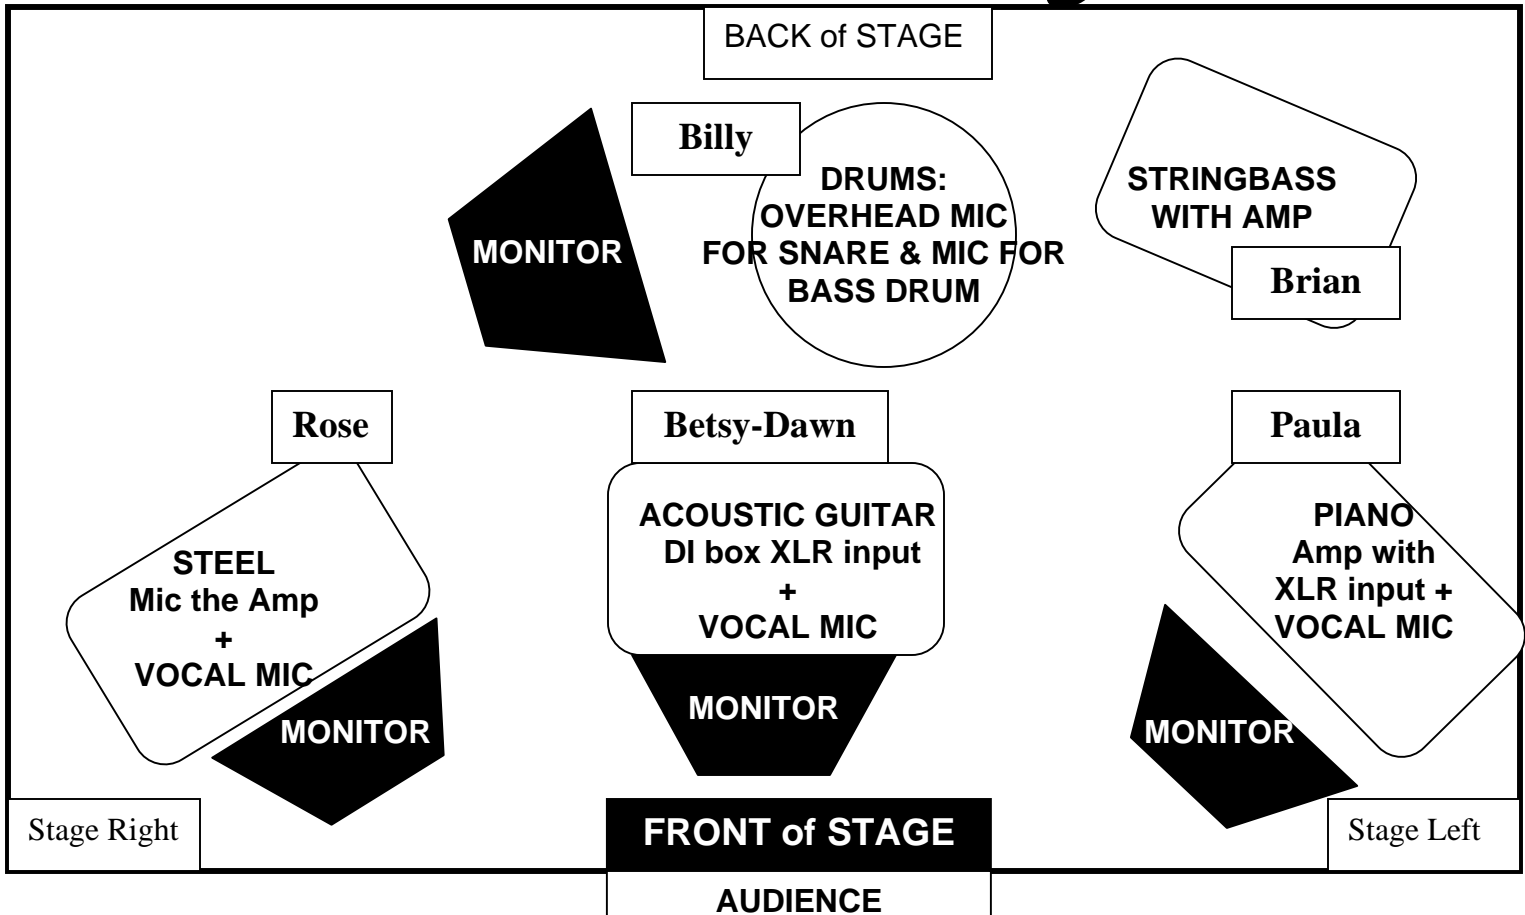 BACK of STAGE
Billy
DRUMS:
OVERHEAD MIC
FOR SNARE & MIC FOR
BASS DRUM
MONITOR
STRINGBASS
WITH AMP
Brian
Rose
STEEL
Mic the Amp
+
VOCAL MIC
MONITOR
Betsy-Dawn
ACOUSTIC GUITAR
DI box XLR input
+
VOCAL MIC
MONITOR
Paula
PIANO
Amp with
XLR input +
VOCAL MIC
MONITOR
Stage Right
FRONT of STAGE
Stage Left
AUDIENCE